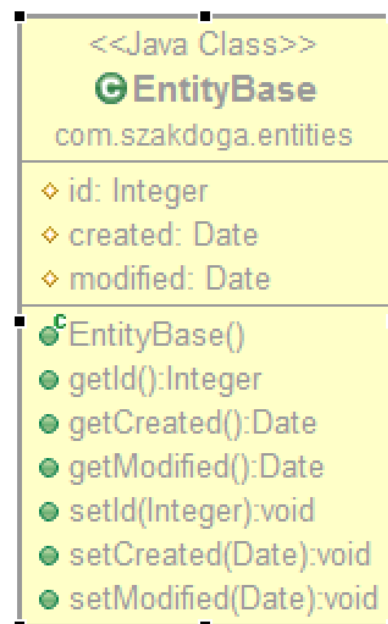 <<Java Class>>
C EntityBase
com.szakdoga.entities
id: Integer
created: Date
modified: Date
C EntityBase()
getId():Integer
getCreated():Date
getModified():Date
setId(Integer):void
setCreated(Date):void
setModified(Date):void